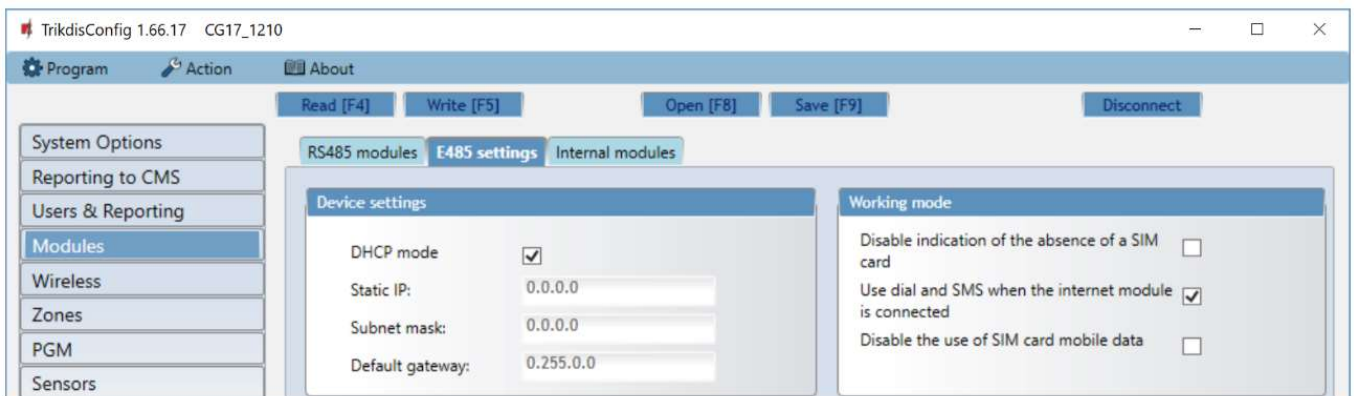 TrikdisConfig 1.66.17 CG17_1210
Program Action About
Read [F4] Write [F5] Open [F8] Save [F9] Disconnect
System Options
Reporting to CMS
Users & Reporting
Modules
Wireless
Zones
PGM
Sensors
RS485 modules E485 settings Internal modules
Device settings
DHCP mode
Static IP: 0.0.0.0
Subnet mask: 0.0.0.0
Default gateway: 0.255.0.0
Working mode
Disable indication of the absence of a SIM
card
Use dial and SMS when the internet module
is connected
Disable the use of SIM card mobile data